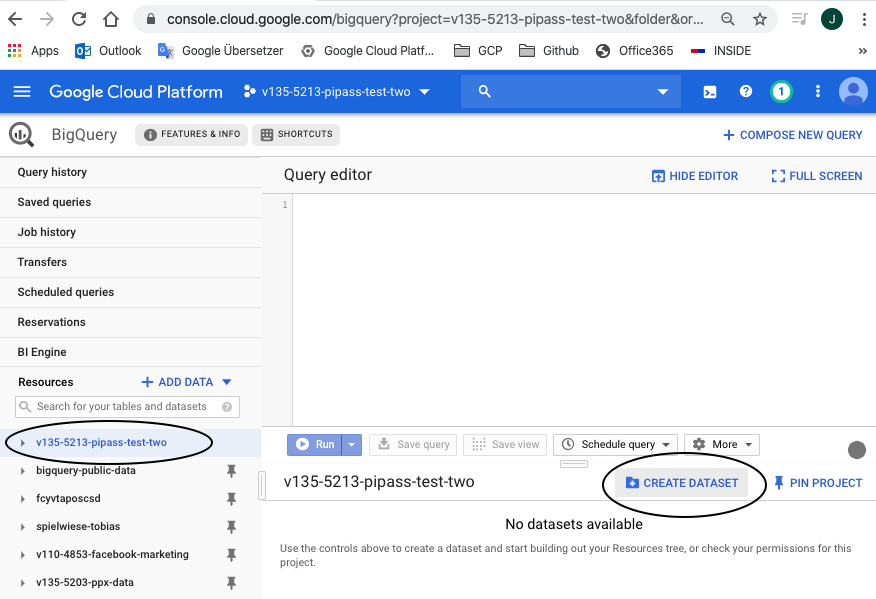 console.cloud.google.com/bigquery?project=v135-5213-pipass-test-two&folder&or...
J
Apps Outlook Google Übersetzer Google Cloud Platf... GCP Github Office365 INSIDE »
Google Cloud Platform v135-5213-pipass-test-two 1
BigQuery FEATURES & INFO SHORTCUTS COMPOSE NEW QUERY
Query history
Saved queries
Job history
Transfers
Scheduled queries
Reservations
BI Engine
Resources ADD DATA
Search for your tables and datasets ?
v135-5213-pipass-test-two
bigquery-public-data
fcyvtaposcsd
spielwiese-tobias
v110-4853-facebook-marketing
v135-5203-ppx-data
Query editor HIDE EDITOR FULL SCREEN
1
Run Save query Save view Schedule query More
v135-5213-pipass-test-two CREATE DATASET PIN PROJECT
No datasets available
Use the controls above to create a dataset and start building out your Resources tree, or check your permissions for this
project.